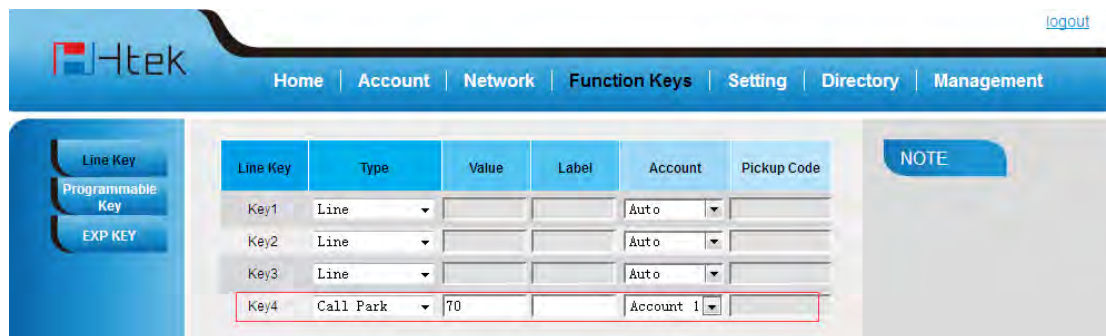 logout
Htek
Home | Account | Network | Function Keys | Setting | Directory | Management
Line Key
Programmable Key
EXP KEY
Line Key Type Value Label Account Pickup Code
Key1 Line Auto
Key2 Line Auto
Key3 Line Auto
Key4 Call Park 70 Account 1
NOTE